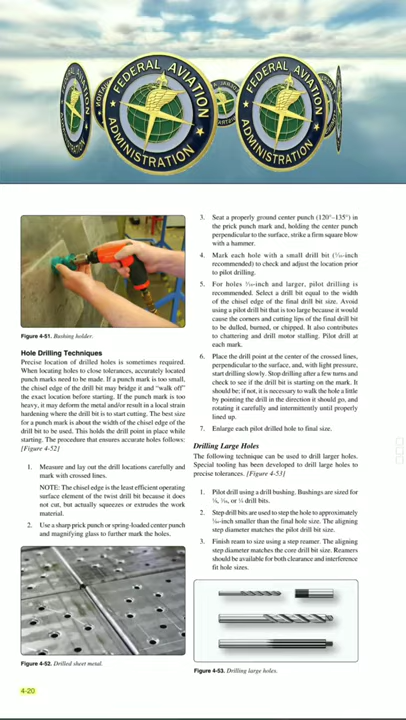 FEDERAL AVIATION
ADMINISTRATION
FEDERAL AVIATION
ADMINISTRATION
Figure 4-51. Bushing holder.
Hole Drilling Techniques
Precise location of drilled holes is sometimes required.
When locating holes to close tolerances, accurately located
punch marks need to be made. If a punch mark is too small,
the chisel edge of the drill bit may bridge it and “walk off”
the exact location before starting. If the punch mark is too
heavy, it may deform the metal and/or result in a local strain
hardening where the drill bit is to start cutting. The best size
for a punch mark is about the width of the chisel edge of the
drill bit to be used. This holds the drill point in place while
starting. The procedure that ensures accurate holes follows:
[Figure 4-52]
1. Measure and lay out the drill locations carefully and
mark with crossed lines.
NOTE: The chisel edge is the least efficient operating
surface element of the twist drill bit because it does
not cut, but actually squeezes or extrudes the work
material.
2. Use a sharp prick punch or spring-loaded center punch
and magnifying glass to further mark the holes.
Figure 4-52. Drilled sheet metal.
4-20
3. Seat a properly ground center punch (120°–135°) in
the prick punch mark and, holding the center punch
perpendicular to the surface, strike a firm square blow
with a hammer.
4. Mark each hole with a small drill bit (1/16-inch
recommended) to check and adjust the location prior
to pilot drilling.
5. For holes 3/16-inch and larger, pilot drilling is
recommended. Select a drill bit equal to the width
of the chisel edge of the final drill bit size. Avoid
using a pilot drill bit that is too large because it would
cause the corners and cutting lips of the final drill bit
to be dulled, burned, or chipped. It also contributes
to chattering and drill motor stalling. Pilot drill at
each mark.
6. Place the drill point at the center of the crossed lines,
perpendicular to the surface, and, with light pressure,
start drilling slowly. Stop drilling after a few turns and
check to see if the drill bit is starting on the mark. It
should be; if not, it is necessary to walk the hole a little
by pointing the drill in the direction it should go, and
rotating it carefully and intermittently until properly
lined up.
7. Enlarge each pilot drilled hole to final size.
Drilling Large Holes
The following technique can be used to drill larger holes.
Special tooling has been developed to drill large holes to
precise tolerances. [Figure 4-53]
1. Pilot drill using a drill bushing. Bushings are sized for
drill bits.
2. Step drill bits are used to step the hole to approximately
-inch smaller than the final hole size. The aligning
step diameter matches the pilot drill bit size.
3. Finish ream to size using a step reamer. The aligning
step diameter matches the core drill bit size. Reamers
should be available for both clearance and interference
fit hole sizes.
Figure 4-53. Drilling large holes.